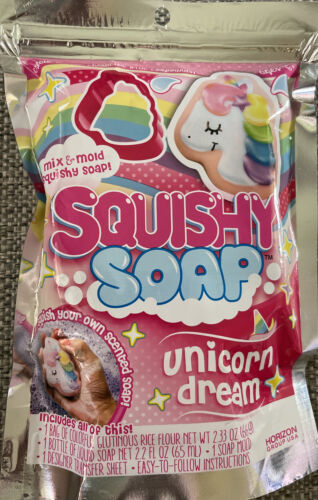 mix & mold
squishy soap!
SQUISHY
SOAP™
squish your own scented
soap!
unicorn
dream
Includes all of this!
• 1 BAG OF COLORFUL GLUTINOUS RICE FLOUR NET WT 2.33 OZ (66g)
• 1 BOTTLE OF LIQUID SOAP NET 2.2 FL OZ (65 mL) • 1 SOAP MOLD
• 1 DESIGNER TRANSFER SHEET • EASY-TO-FOLLOW INSTRUCTIONS
HORIZON
GROUP USA